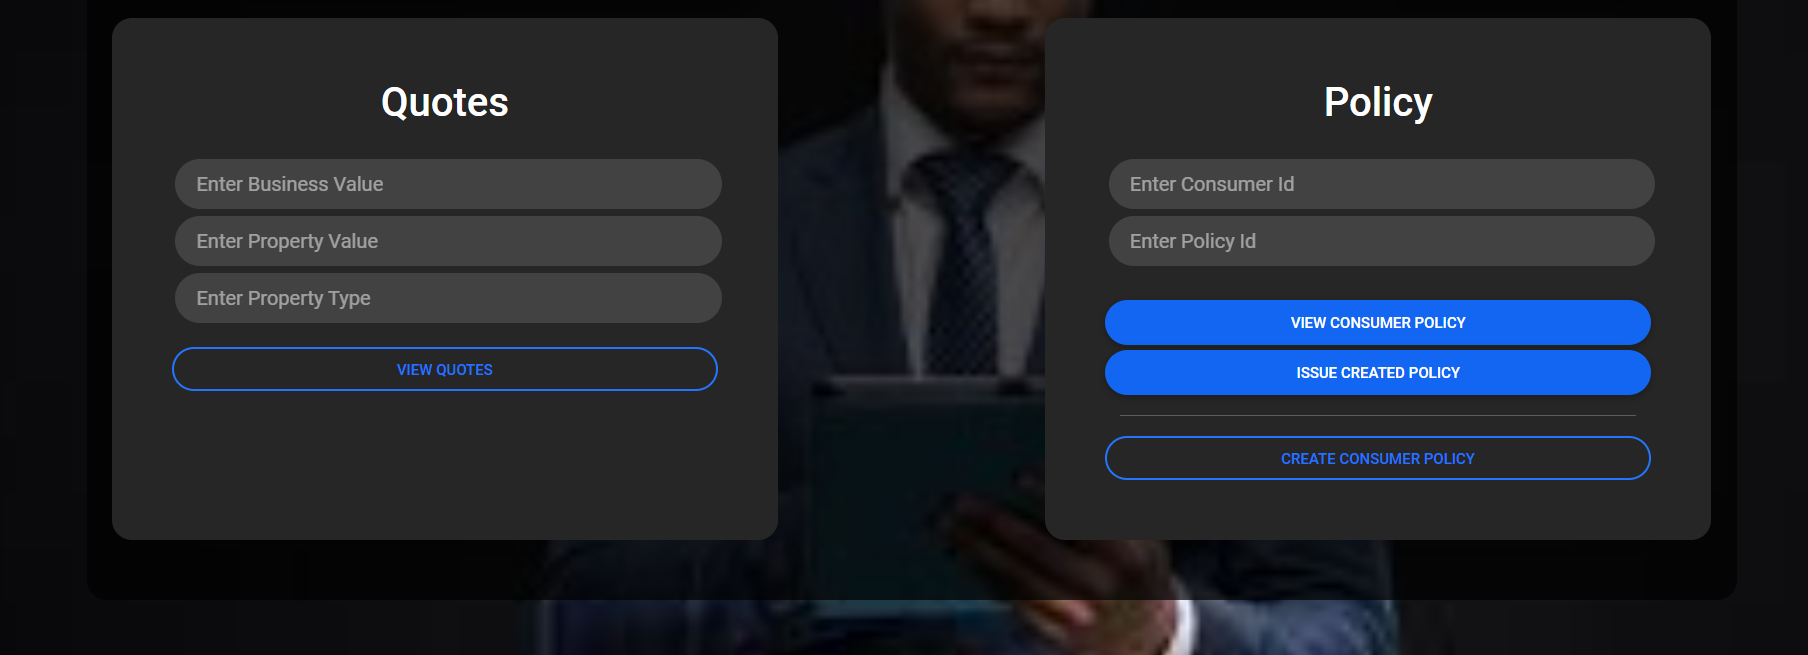 Quotes
Enter Business Value
Enter Property Value
Enter Property Type
VIEW QUOTES
Policy
Enter Consumer Id
Enter Policy Id
VIEW CONSUMER POLICY
ISSUE CREATED POLICY
CREATE CONSUMER POLICY